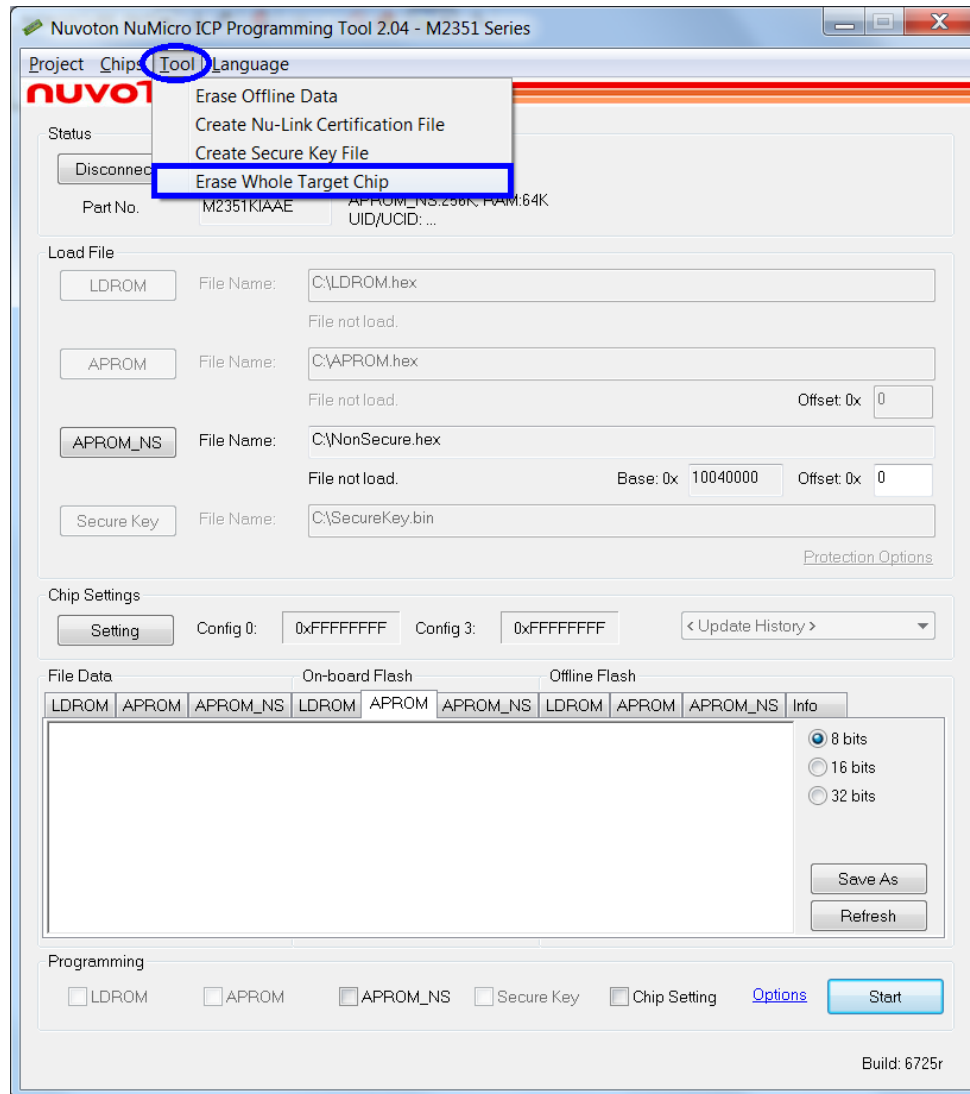 Nuvoton NuMicro ICP Programming Tool 2.04 - M2351 Series
Project Chips Tool Language
Erase Offline Data
Create Nu-Link Certification File
Create Secure Key File
Erase Whole Target Chip
Status
Part No. M2351KIAAE APROM_NS:256K, RAM:64K
UID/UCID: ...
Load File
LDROM File Name: C:\LDROM.hex
File not load.
APROM File Name: C:\APROM.hex
File not load. Offset: 0x 0
APROM_NS File Name: C:\NonSecure.hex
File not load. Base: 0x 10040000 Offset: 0x 0
Secure Key File Name: C:\SecureKey.bin
Protection Options
Chip Settings
Setting Config 0: 0xFFFFFFFF Config 3: 0xFFFFFFFF < Update History >
File Data On-board Flash Offline Flash
LDROM APROM APROM_NS LDROM APROM APROM_NS LDROM APROM APROM_NS Info
8 bits
16 bits
32 bits
Save As
Refresh
Programming
LDROM APROM APROM_NS Secure Key Chip Setting Options Start
Build: 6725r